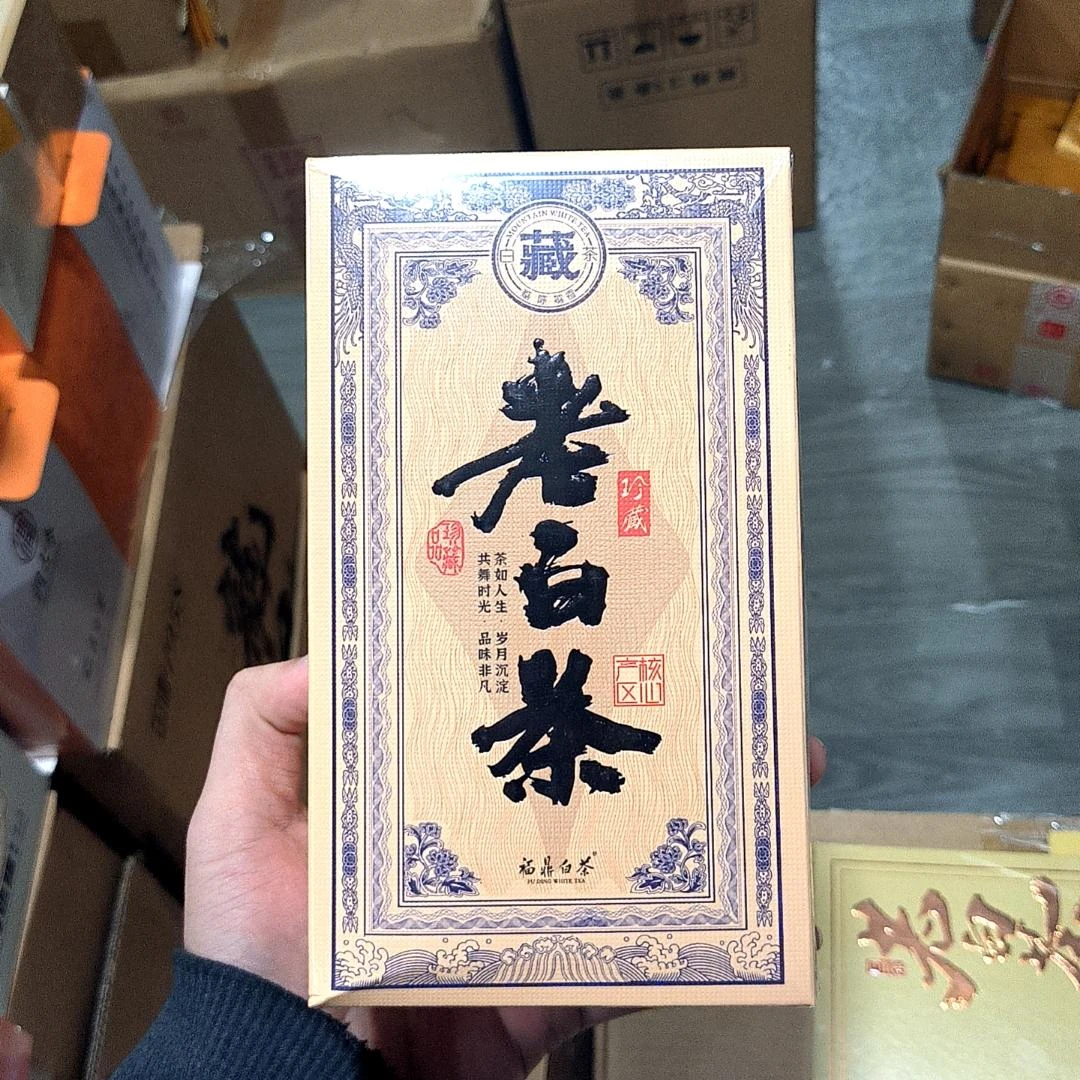 MOUNTAIN WHITE TEA
白 藏 茶
老白茶
珍藏
珍藏品
茶如人生·岁月沉淀
共舞时光·品味非凡
核心产区
福鼎白茶
FU DING WHITE TEA
老白茶